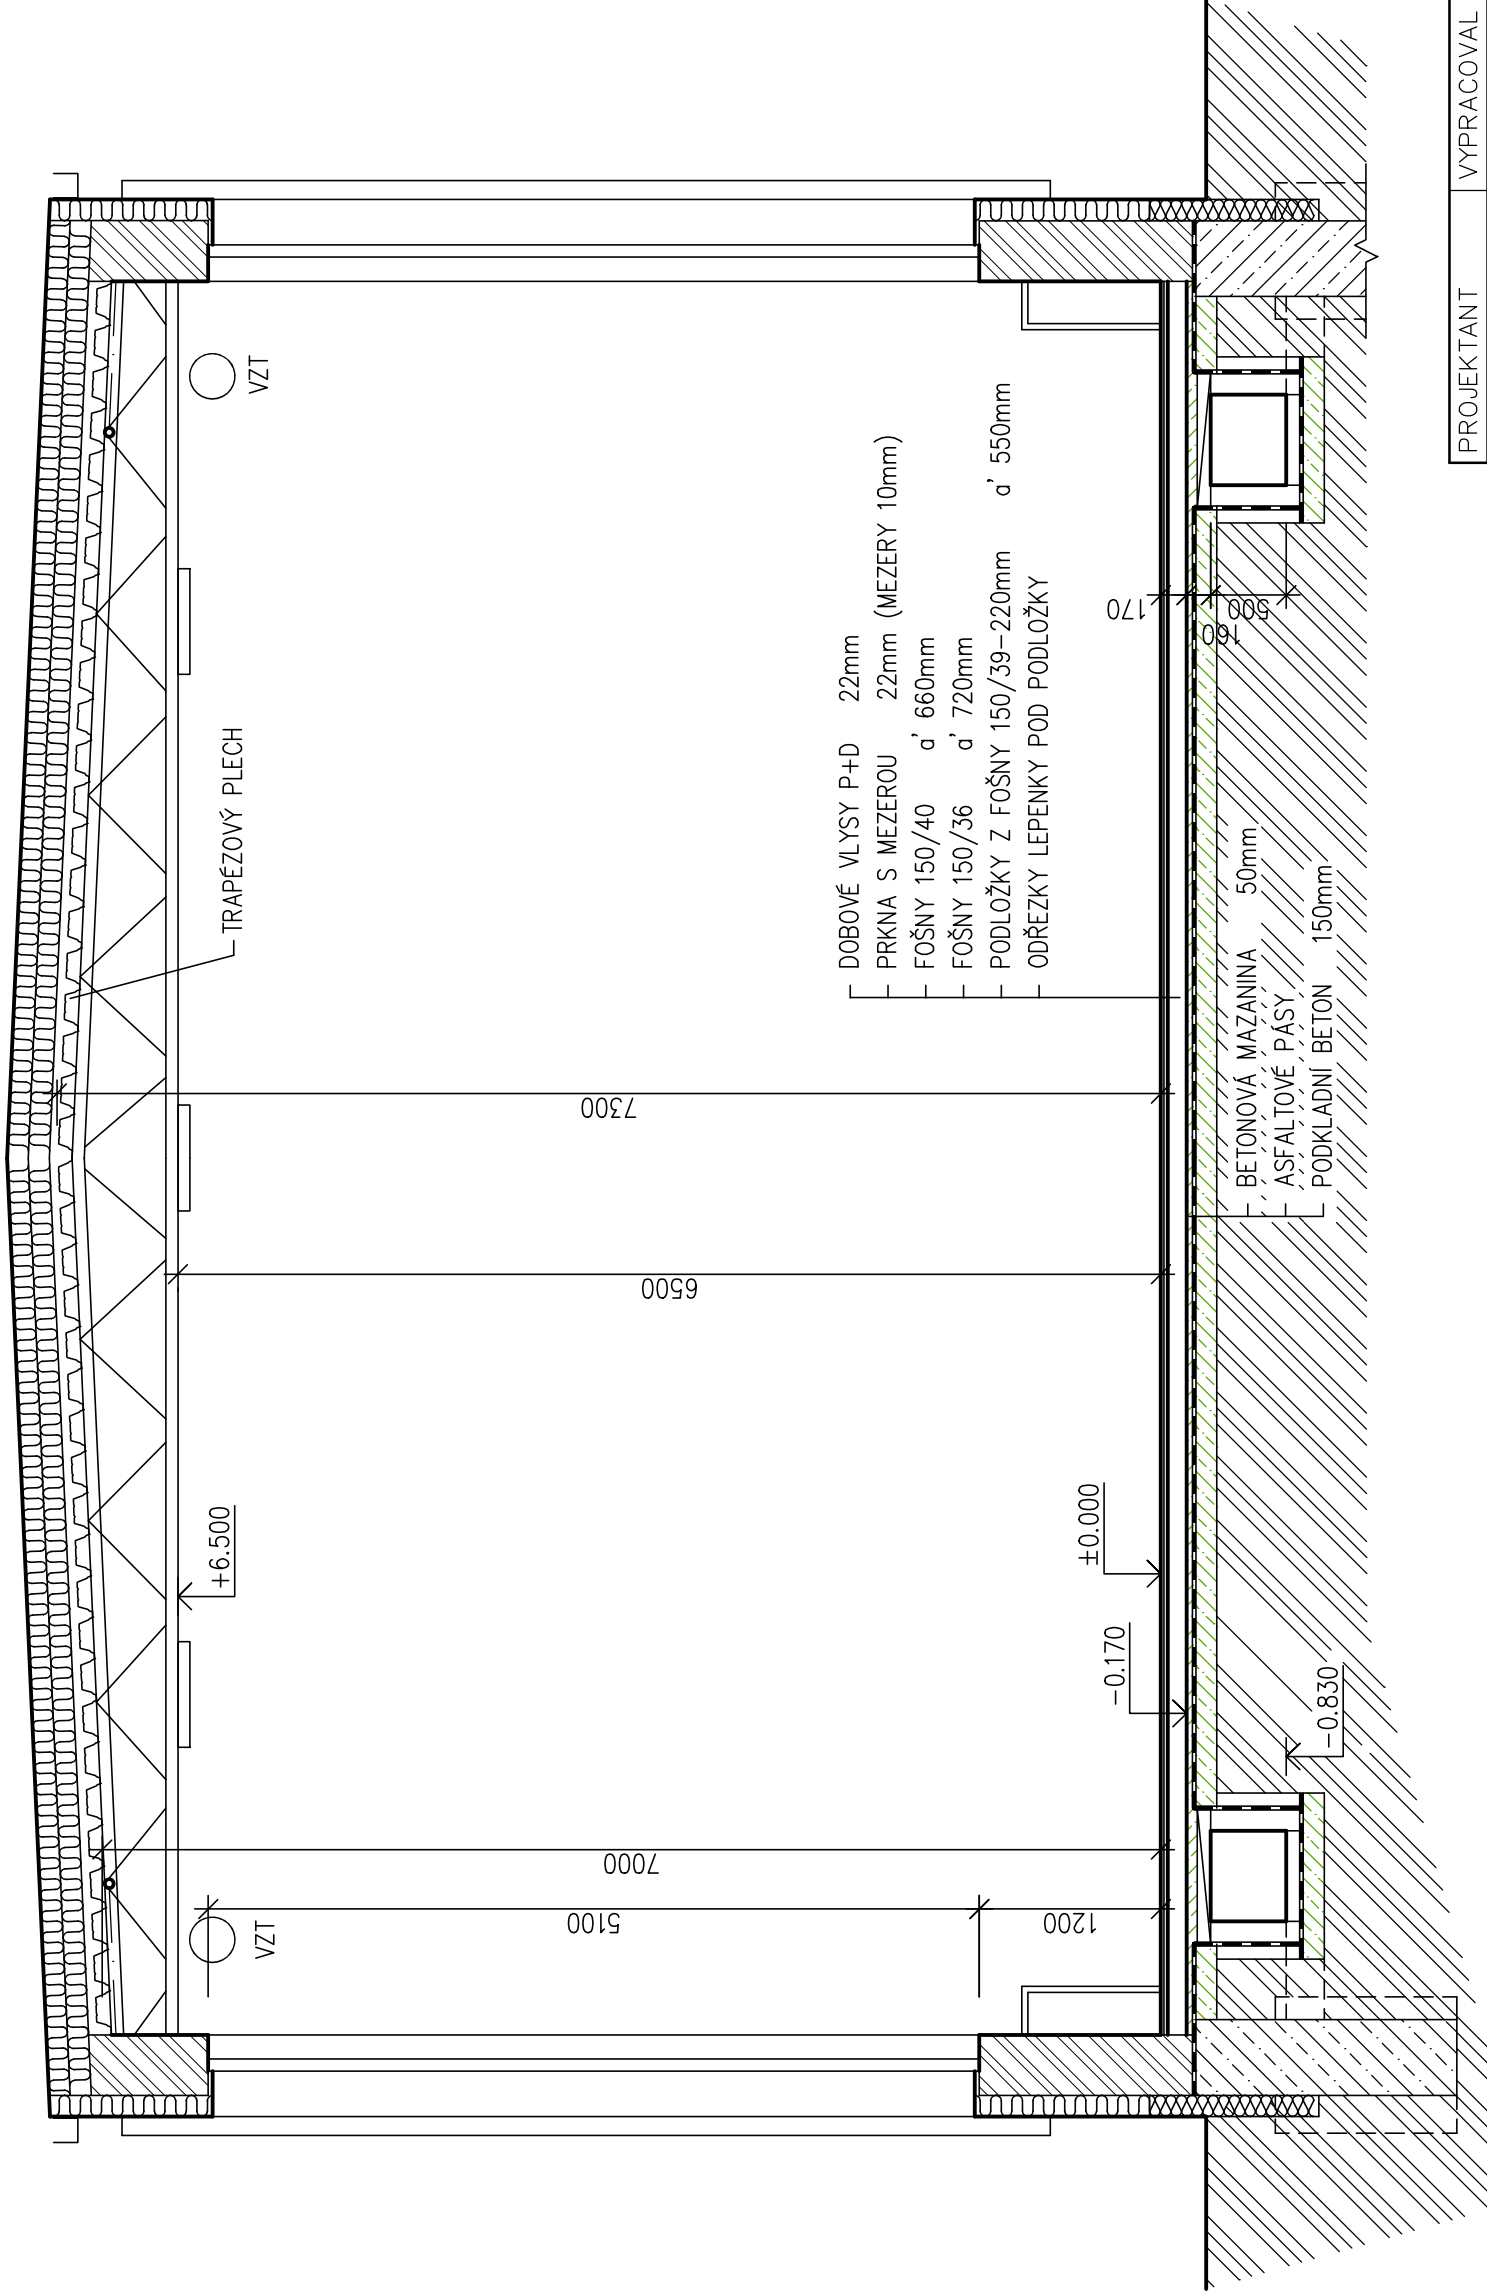 VZT
VZT
TRAPÉZOVÝ PLECH
+6.500
7300
6500
7000
5100
1200
DOBOVÉ VLYSY P+D 22mm
PRKNA S MEZEROU 22mm (MEZERY 10mm)
FOŠNY 150/40 a' 660mm
FOŠNY 150/36 a' 720mm
PODLOŽKY Z FOŠNY 150/39-220mm a' 550mm
ODŘEZKY LEPENKY POD PODLOŽKY
±0.000
-0.170
170
160
500
BETONOVÁ MAZANINA 50mm
ASFALTOVÉ PÁSY
PODKLADNÍ BETON 150mm
-0.830
PROJEKTANT
VYPRACOVAL